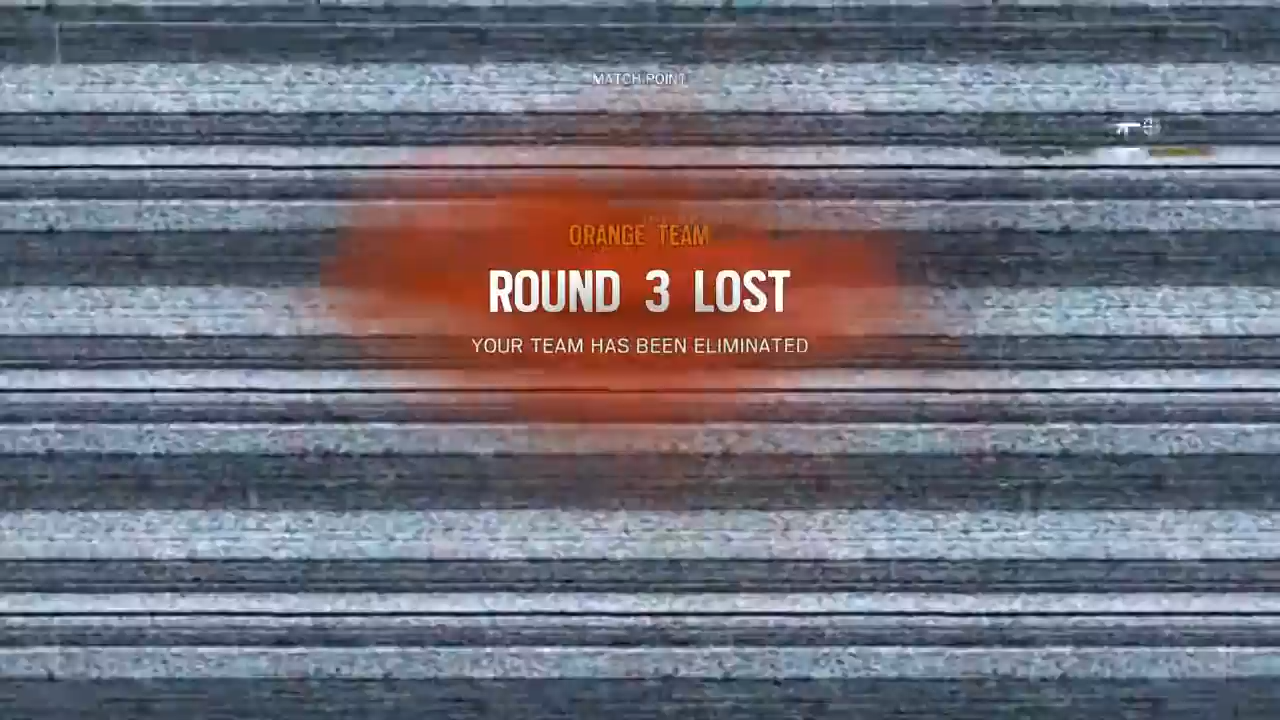 MATCH POINT
ORANGE TEAM
ROUND 3 LOST
YOUR TEAM HAS BEEN ELIMINATED